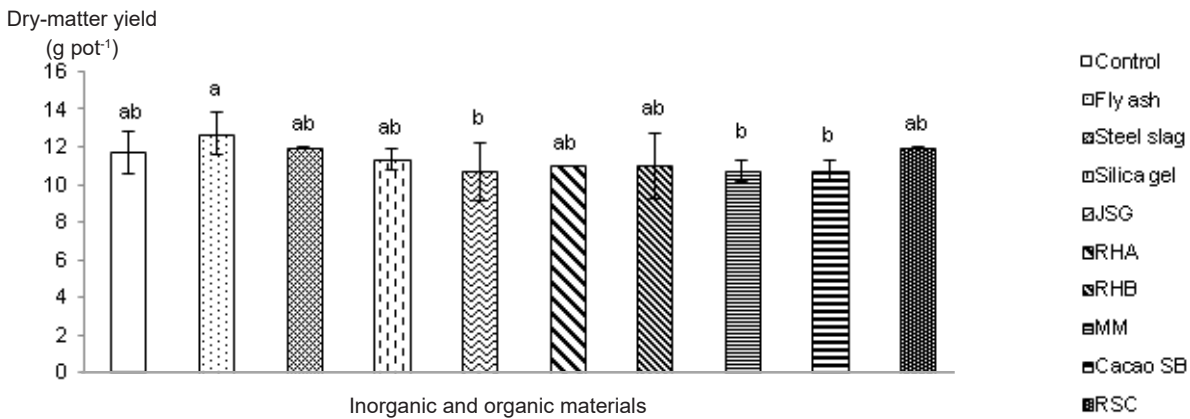 Dry-matter yield
(g pot⁻¹)
16
14
12
10
8
6
4
2
0
ab
a
ab
ab
b
ab
ab
b
b
ab
Inorganic and organic materials
Control
Fly ash
Steel slag
Silica gel
JSG
RHA
RHB
MM
Cacao SB
RSC